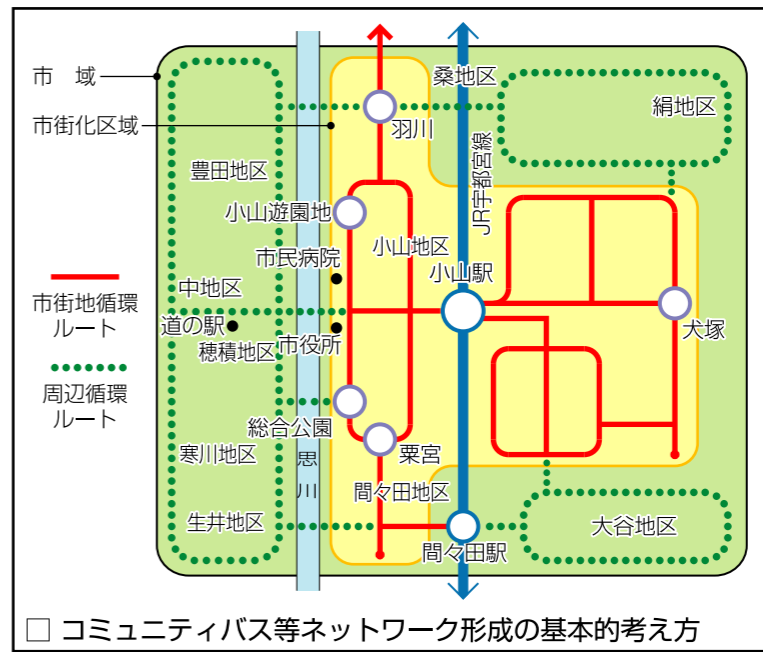 市　域
市街化区域
桑地区
絹地区
羽川
豊田地区
JR宇都宮線
小山遊園地
小山地区
市民病院
小山駅
市街地循環
ルート
中地区
道の駅
穂積地区
市役所
犬塚
周辺循環
ルート
総合公園
粟宮
寒川地区
思川
間々田地区
生井地区
大谷地区
間々田駅
□ コミュニティバス等ネットワーク形成の基本的考え方